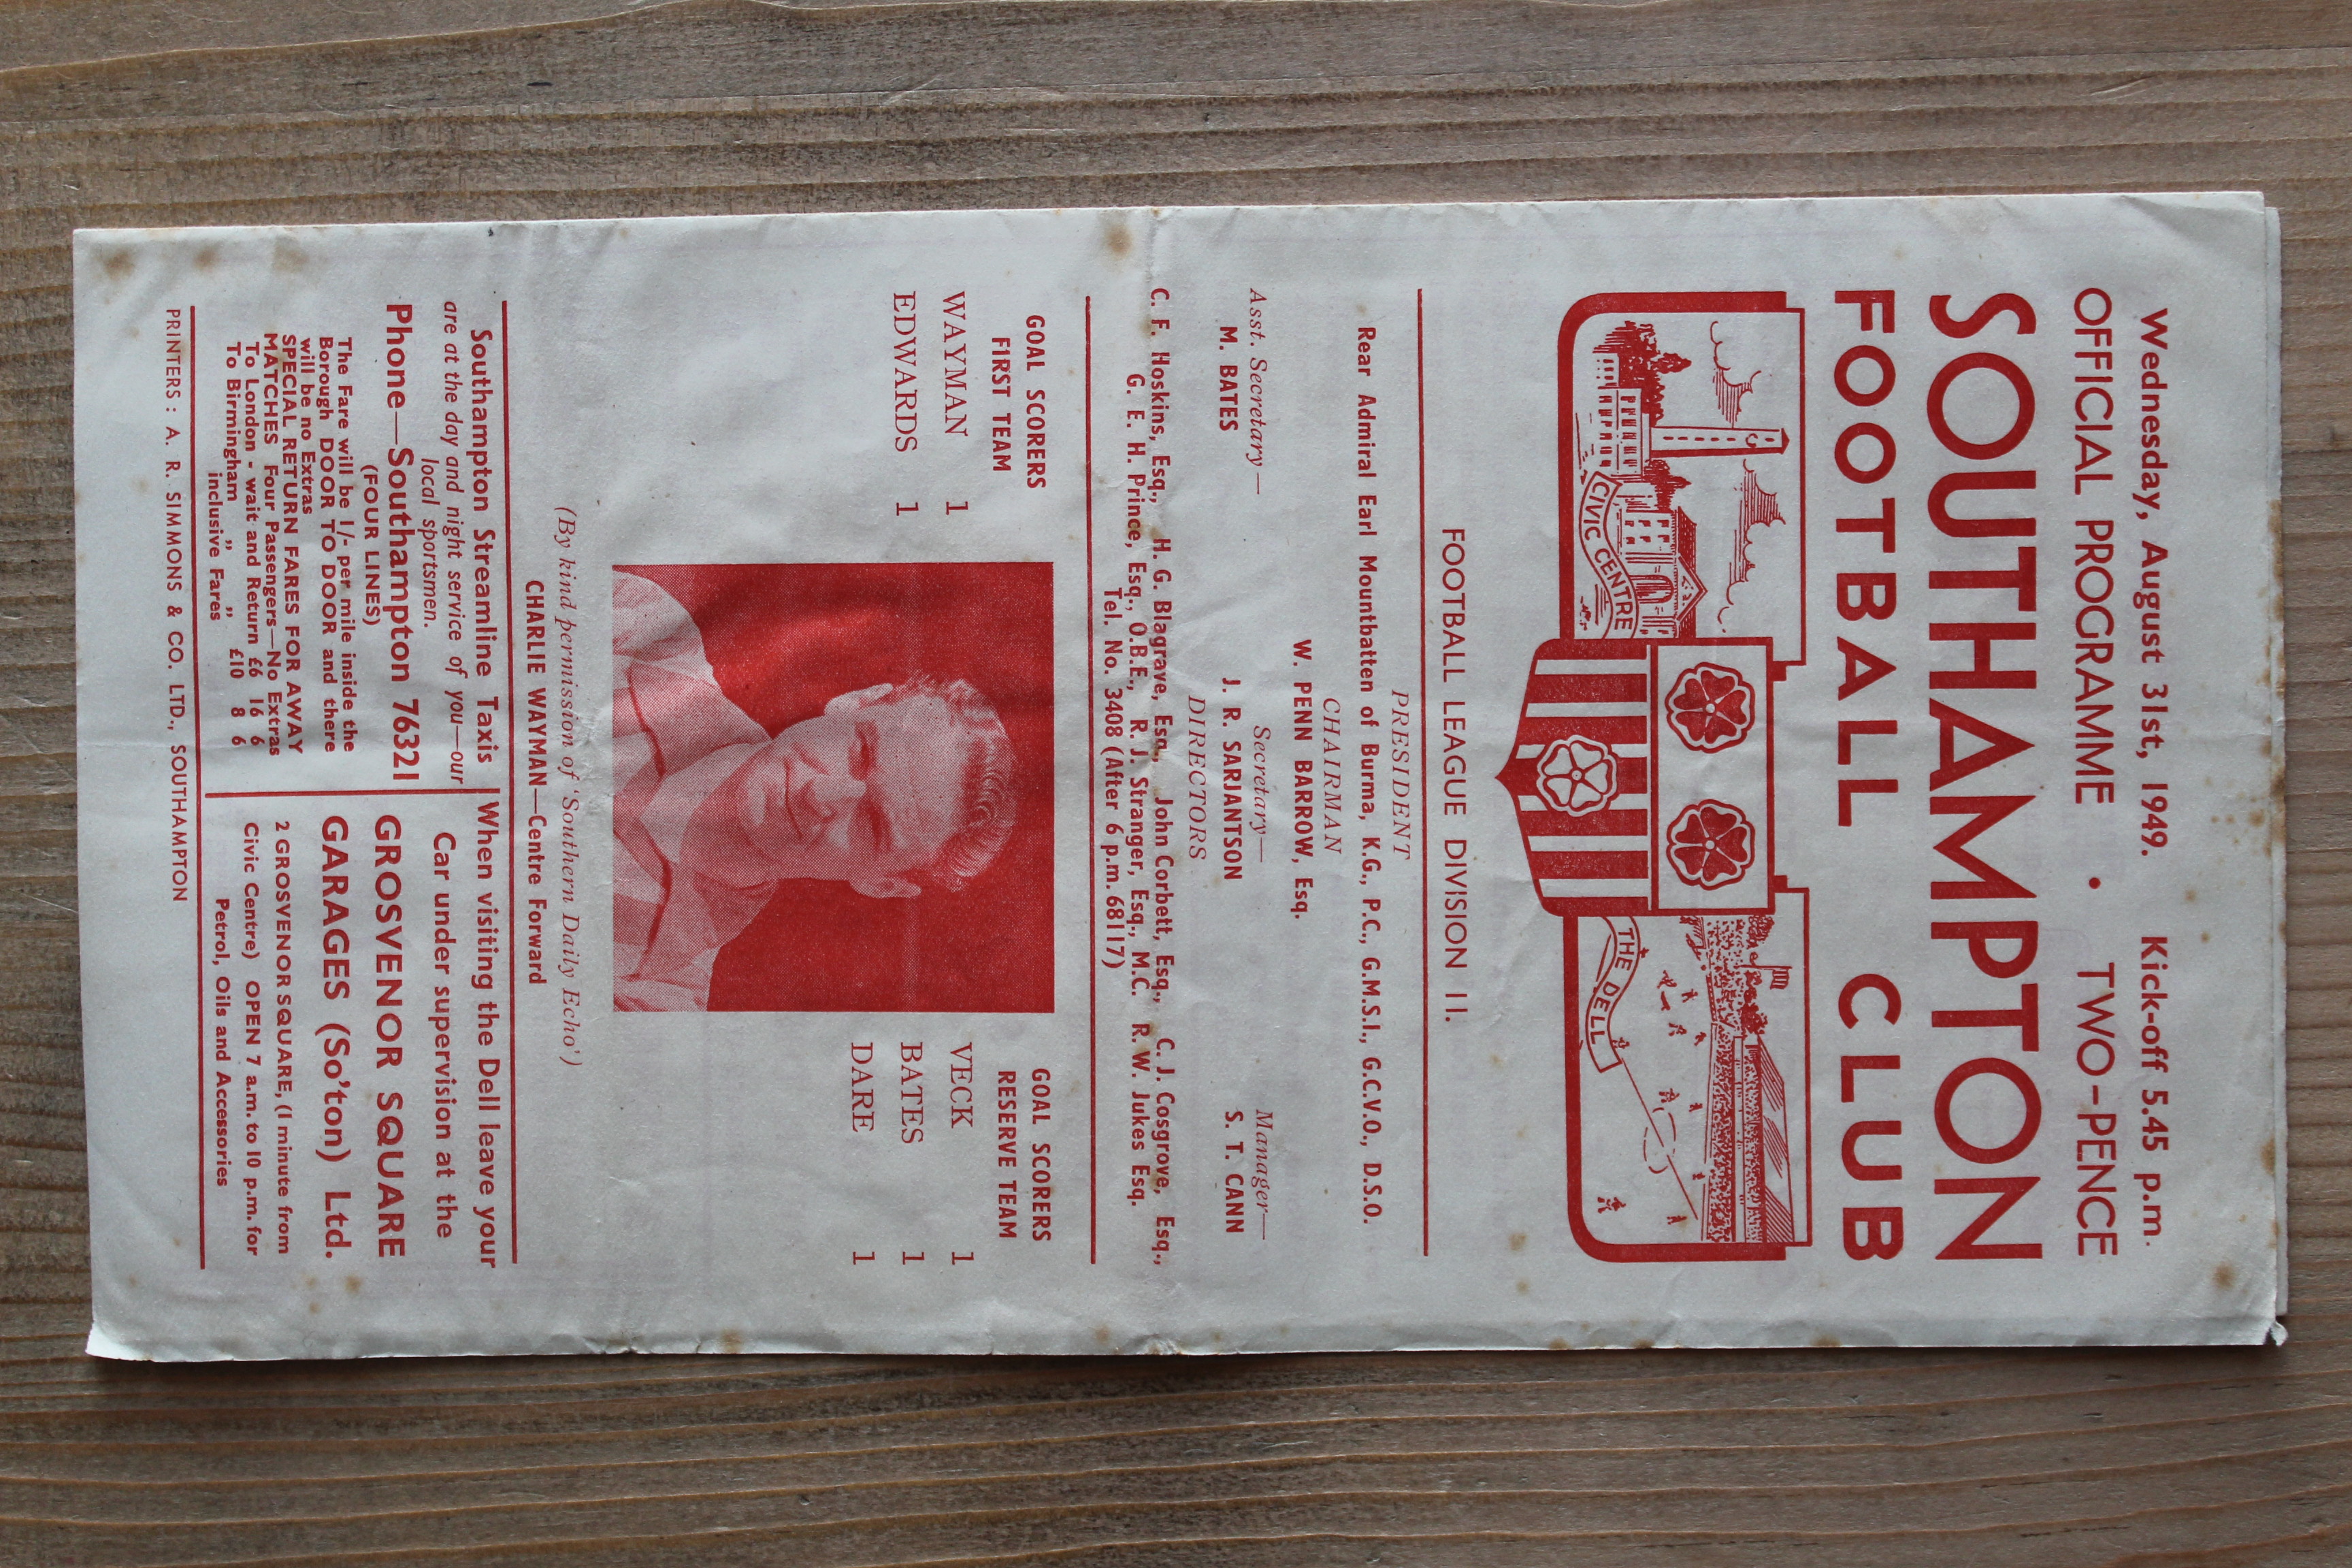 Wednesday, August 31st, 1949. Kick-off 5.45 p.m.
OFFICIAL PROGRAMME • TWO-PENCE
SOUTHAMPTON
FOOTBALL CLUB
CIVIC CENTRE
THE DELL
FOOTBALL LEAGUE DIVISION II.
PRESIDENT
Rear Admiral Earl Mountbatten of Burma, K.G., P.C., G.M.S.I., G.C.V.O., D.S.O.
CHAIRMAN
W. PENN BARROW, Esq.
Asst. Secretary— Secretary— Manager—
M. BATES J. R. SARJANTSON S. T. CANN
DIRECTORS
C. F. Hoskins, Esq., H. G. Blagrave, Esq., John Corbett, Esq., C. J. Cosgrove, Esq.,
G. E. H. Prince, Esq., O.B.E., R. J. Stranger, Esq., M.C. R. W. Jukes Esq.
Tel. No. 3408 (After 6 p.m. 68117)
GOAL SCORERS
FIRST TEAM
WAYMAN 1
EDWARDS 1
GOAL SCORERS
RESERVE TEAM
VECK 1
BATES 1
DARE 1
(By kind permission of 'Southern Daily Echo')
CHARLIE WAYMAN—Centre Forward
Southampton Streamline Taxis
are at the day and night service of you—our
local sportsmen.
Phone—Southampton 76321
(FOUR LINES)
The Fare will be 1/- per mile inside the
Borough DOOR TO DOOR and there
will be no Extras
SPECIAL RETURN FARES FOR AWAY
MATCHES Four Passengers—No Extras
To London - wait and Return £6 16 6
To Birmingham ,, ,, £10 8 6
inclusive Fares
When visiting the Dell leave your
Car under supervision at the
GROSVENOR SQUARE
GARAGES (So'ton) Ltd.
2 GROSVENOR SQUARE, (1 minute from
Civic Centre) OPEN 7 a.m. to 10 p.m. for
Petrol, Oils and Accessories
PRINTERS : A. R. SIMMONS & CO. LTD., SOUTHAMPTON